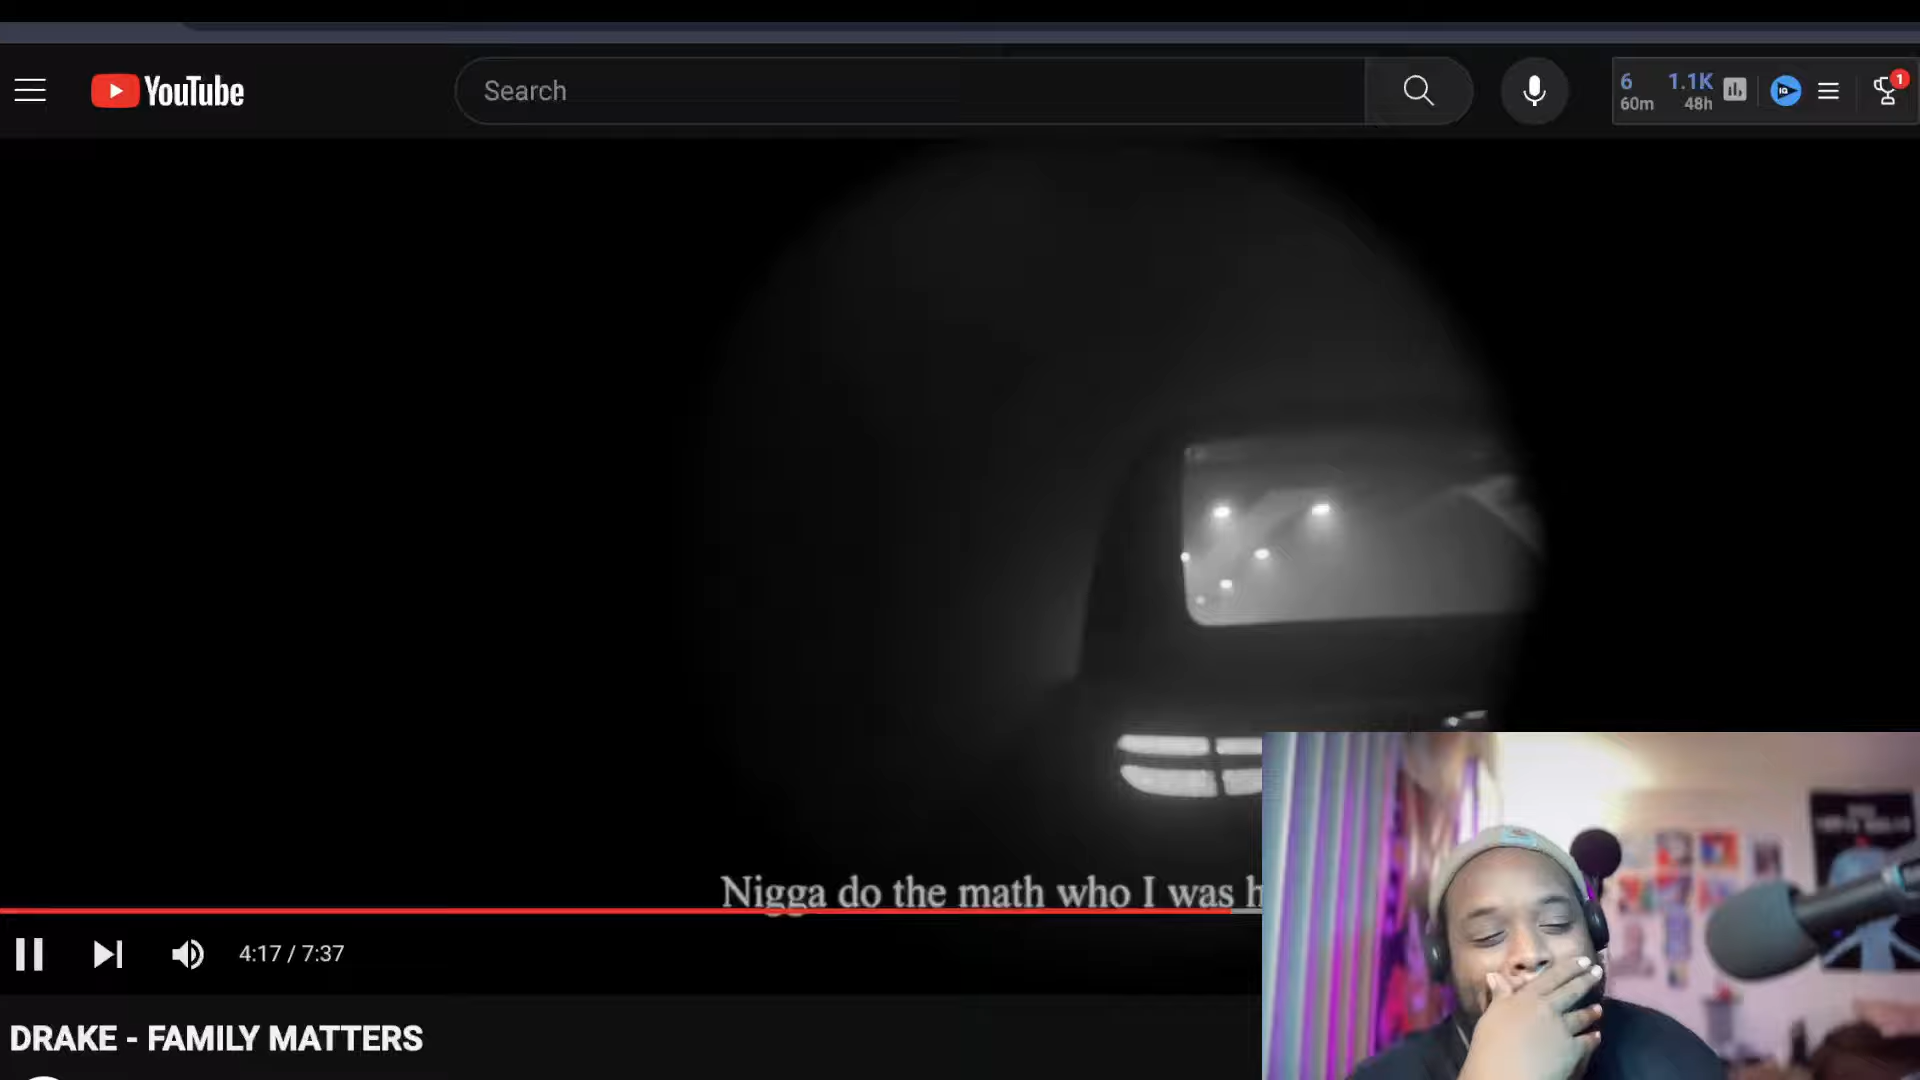 YouTube
Search
6 1.1K
60m 48h
IQ
1
Nigga do the math who I was
4:17 / 7:37
DRAKE - FAMILY MATTERS